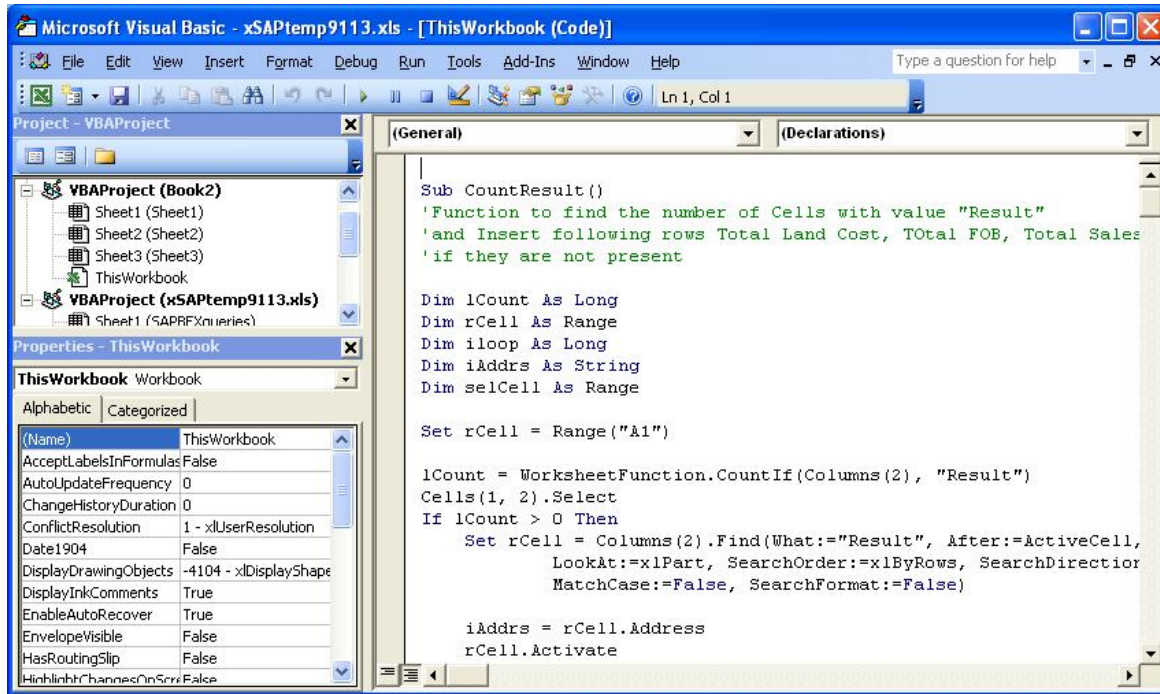 Microsoft Visual Basic - xSAPtemp9113.xls - [ThisWorkbook (Code)]
File Edit View Insert Format Debug Run Tools Add-Ins Window Help Type a question for help
Ln 1, Col 1
Project - VBAProject
VBAProject (Book2)
Sheet1 (Sheet1)
Sheet2 (Sheet2)
Sheet3 (Sheet3)
ThisWorkbook
VBAProject (xSAPtemp9113.xls)
Sheet1 (SAPBEXqueries)
Properties - ThisWorkbook
ThisWorkbook Workbook
Alphabetic Categorized
(Name) ThisWorkbook
AcceptLabelsInFormulas False
AutoUpdateFrequency 0
ChangeHistoryDuration 0
ConflictResolution 1 - xlUserResolution
Date1904 False
DisplayDrawingObjects -4104 - xlDisplayShape
DisplayInkComments True
EnableAutoRecover True
EnvelopeVisible False
HasRoutingSlip False
HighlightChangesOnScre False
(General) (Declarations)
Sub CountResult()
'Function to find the number of Cells with value "Result"
'and Insert following rows Total Land Cost, TOtal FOB, Total Sales
'if they are not present
Dim lCount As Long
Dim rCell As Range
Dim iloop As Long
Dim iAddrs As String
Dim selCell As Range
Set rCell = Range("A1")
lCount = WorksheetFunction.CountIf(Columns(2), "Result")
Cells(1, 2).Select
If lCount > 0 Then
Set rCell = Columns(2).Find(What:="Result", After:=ActiveCell,
LookAt:=xlPart, SearchOrder:=xlByRows, SearchDirection
MatchCase:=False, SearchFormat:=False)
iAddrs = rCell.Address
rCell.Activate